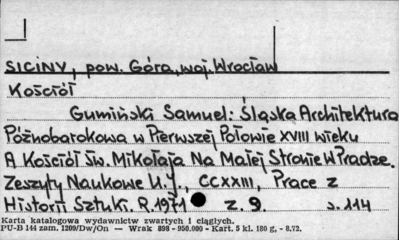 SICINY, pow. Góra, woj. Wrocław
Kościół
Gumiński Samuel: Śląska Architektura
Późnobarokowa w Pierwszej Połowie XVIII wieku
A Kościół Św. Mikołaja Na Małej Stronie w Pradze.
Zeszyty Naukowe U.J., CCXXIII, Prace z
Historii Sztuki. R. 1971 z. 9. s. 114
Karta katalogowa wydawnictw zwartych i ciągłych.
PU-B 144 zam. 1209/Dw/On — Wrak 898 - 950.000 - Kart. 5 kl. 180 g, - 8.72.